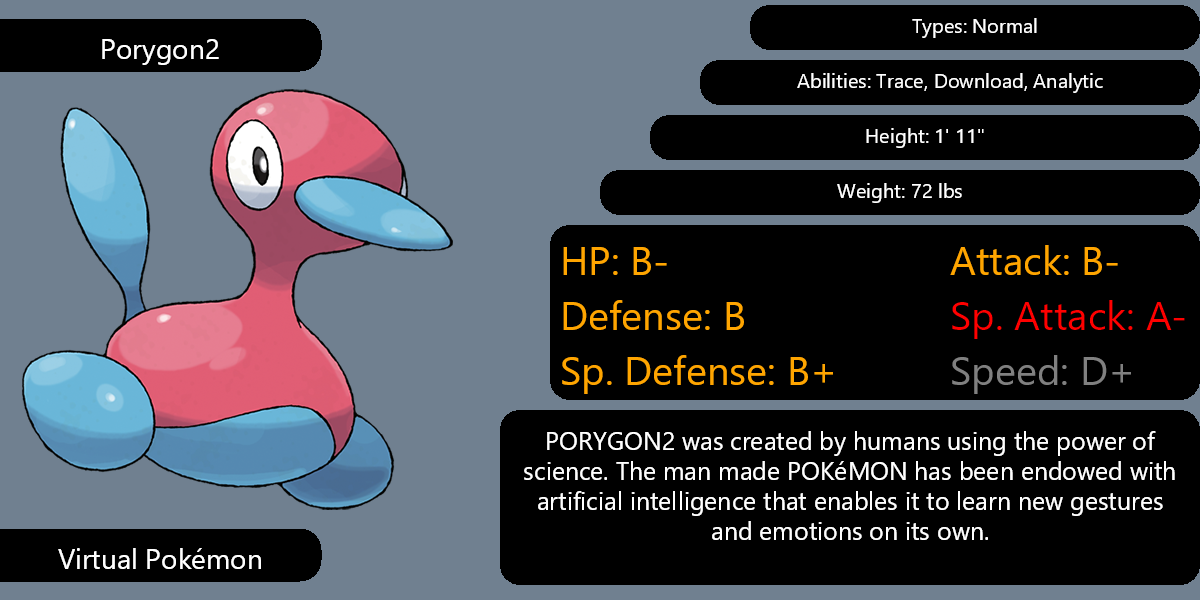 Porygon2
Types: Normal
Abilities: Trace, Download, Analytic
Height: 1' 11"
Weight: 72 lbs
HP: B-
Attack: B-
Defense: B
Sp. Attack: A-
Sp. Defense: B+
Speed: D+
PORYGON2 was created by humans using the power of
science. The man made POKéMON has been endowed with
artificial intelligence that enables it to learn new gestures
and emotions on its own.
Virtual Pokémon